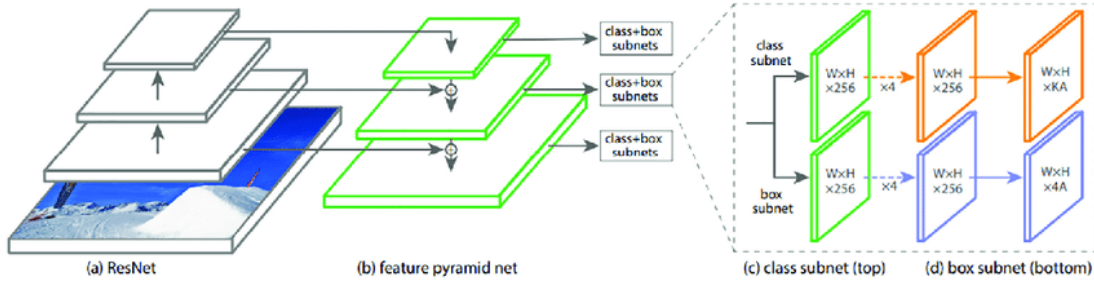 class+box
subnets
class+box
subnets
class+box
subnets
class
subnet
W×H
×256
×4
W×H
×256
W×H
×KA
box
subnet
W×H
×256
×4
W×H
×256
W×H
×4A
(a) ResNet
(b) feature pyramid net
(c) class subnet (top)
(d) box subnet (bottom)